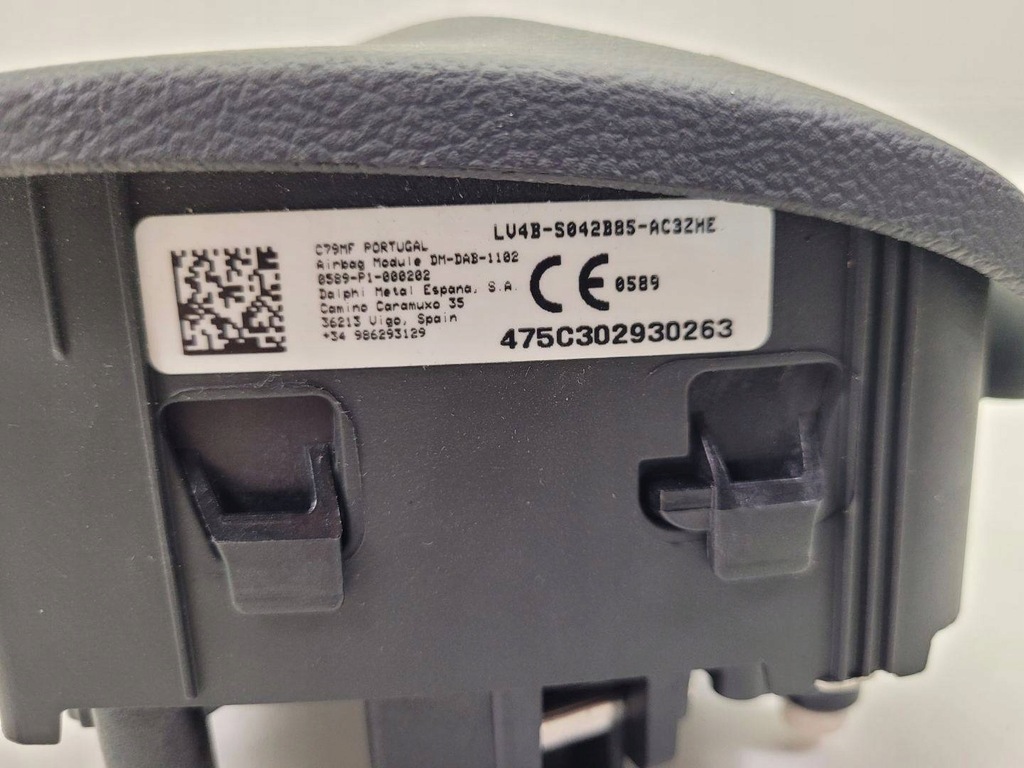 LV4B-S042B85-AC3ZHE
C79MF PORTUGAL
Airbag Module DM-DAB-1102
0589-P1-000202
Dalphi Metal Espana, S.A.
Camino Caramuxo 35
36213 Vigo, Spain
+34 986293129
CE 0589
475C302930263